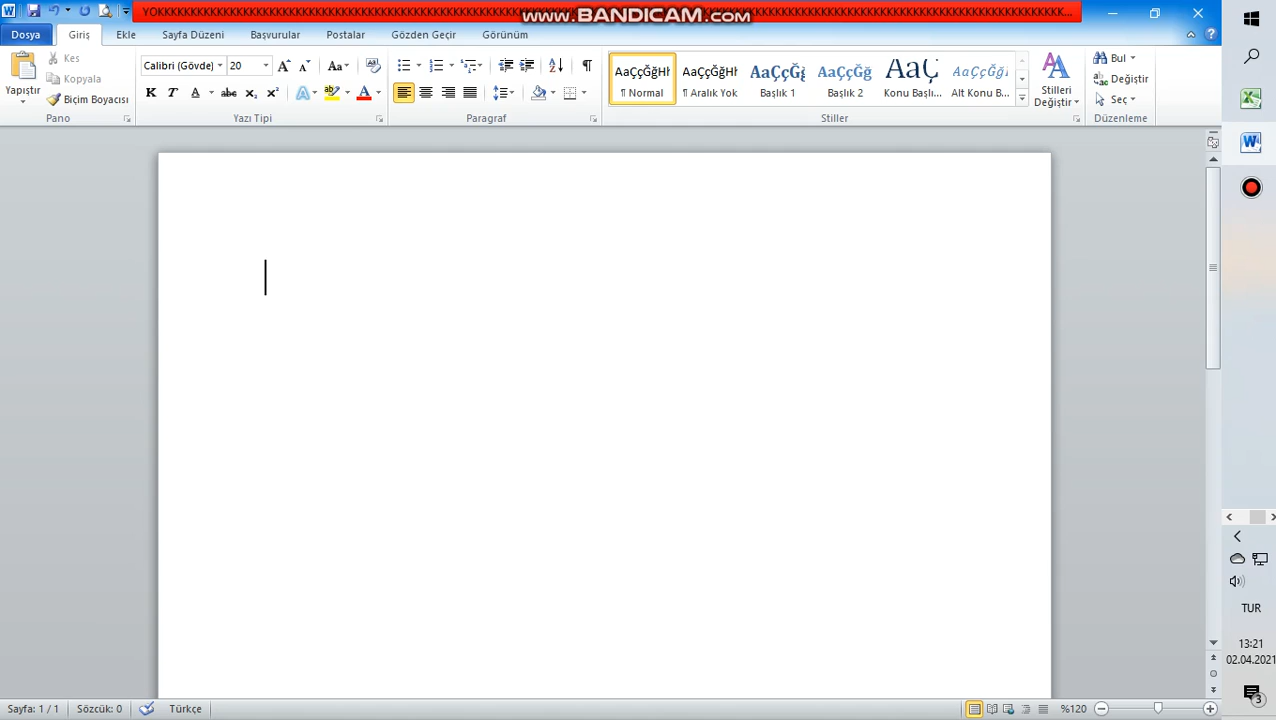 www.BANDICAM.com
Dosya Giriş Ekle Sayfa Düzeni Başvurular Postalar Gözden Geçir Görünüm
Yapıştır
Kes
Kopyala
Biçim Boyacısı
Pano
Calibri (Gövde) 20
Yazı Tipi
Paragraf
AaÇçĞğHl AaÇçĞğHl AaÇçĞğ AaÇçĞğ AaÇ AaÇçĞğı
¶ Normal ¶ Aralık Yok Başlık 1 Başlık 2 Konu Başlı... Alt Konu B...
Stilleri
Değiştir
Stiller
Bul
Değiştir
Seç
Düzenleme
TUR
13:21
02.04.2021
3
Sayfa: 1 / 1 Sözcük: 0 Türkçe %120